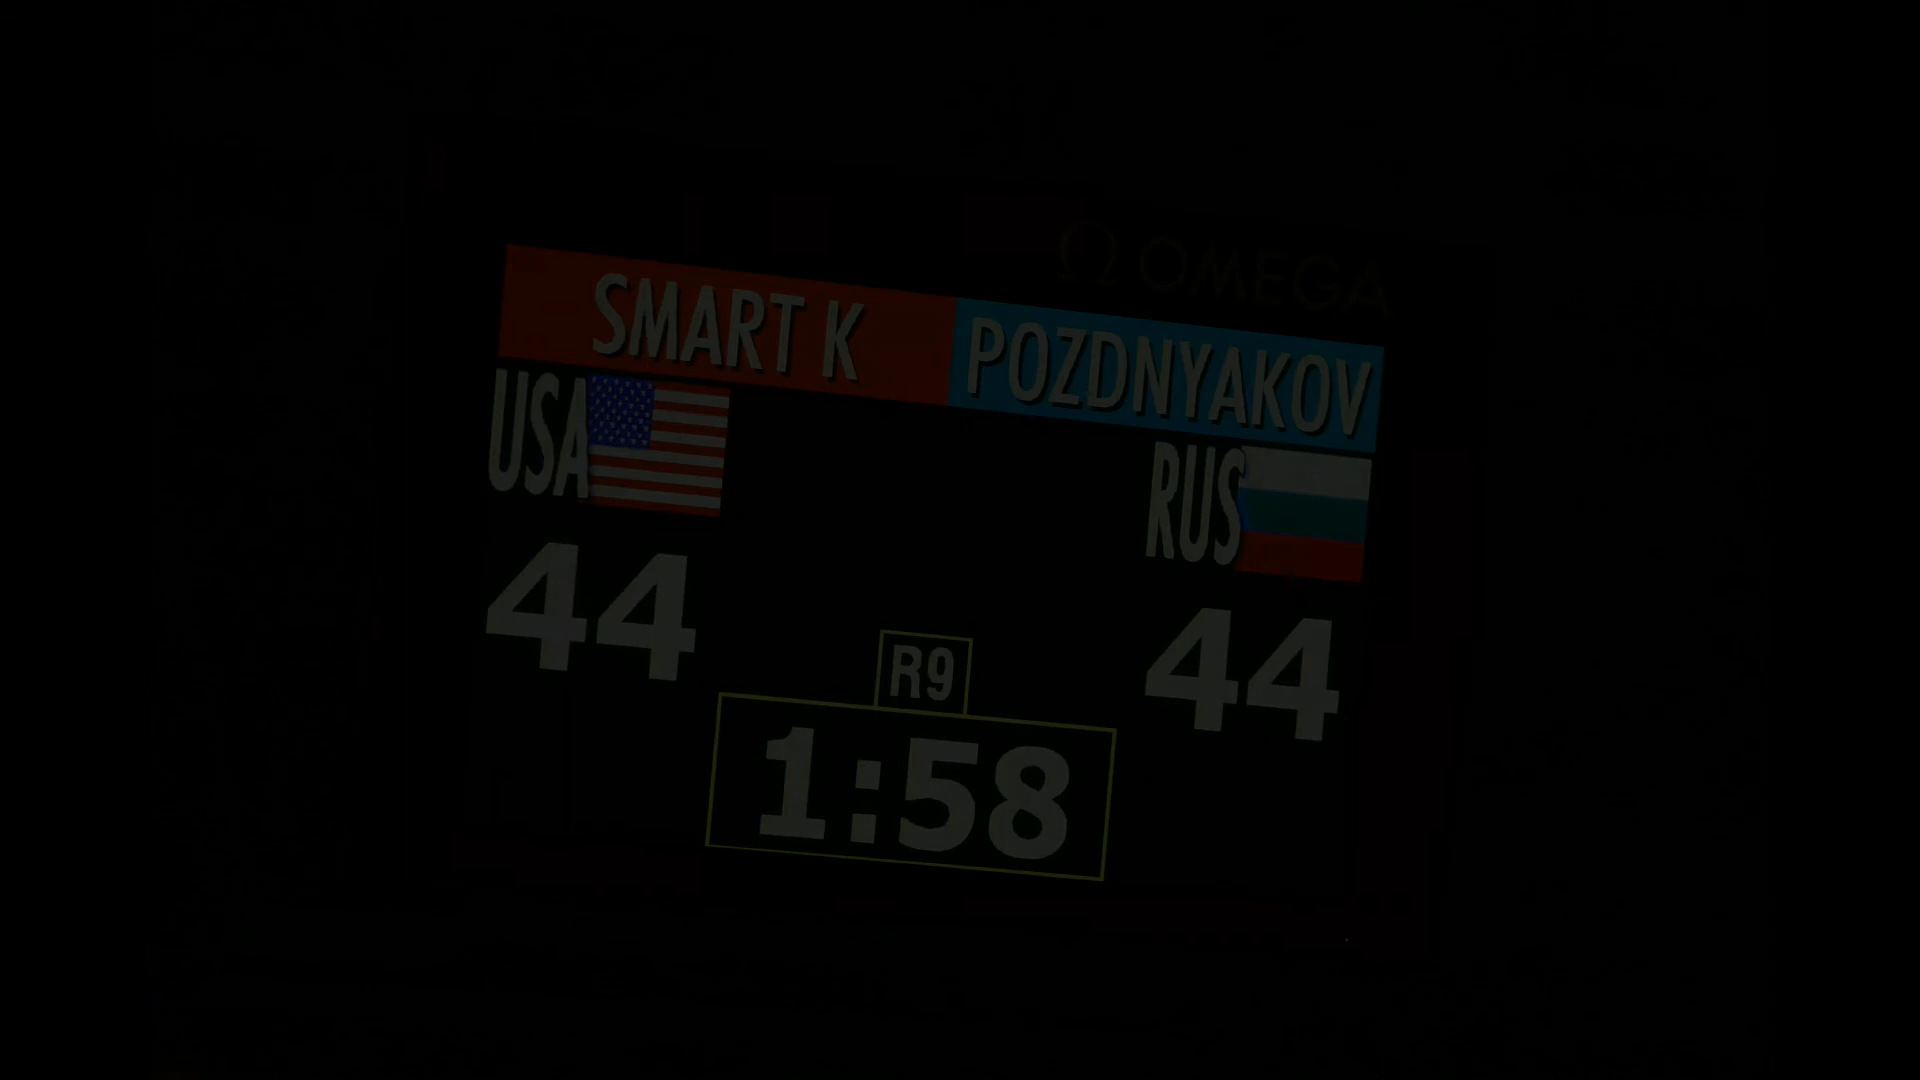 Ω OMEGA
SMART K POZDNYAKOV
USA RUS
44 44
R9
1:58